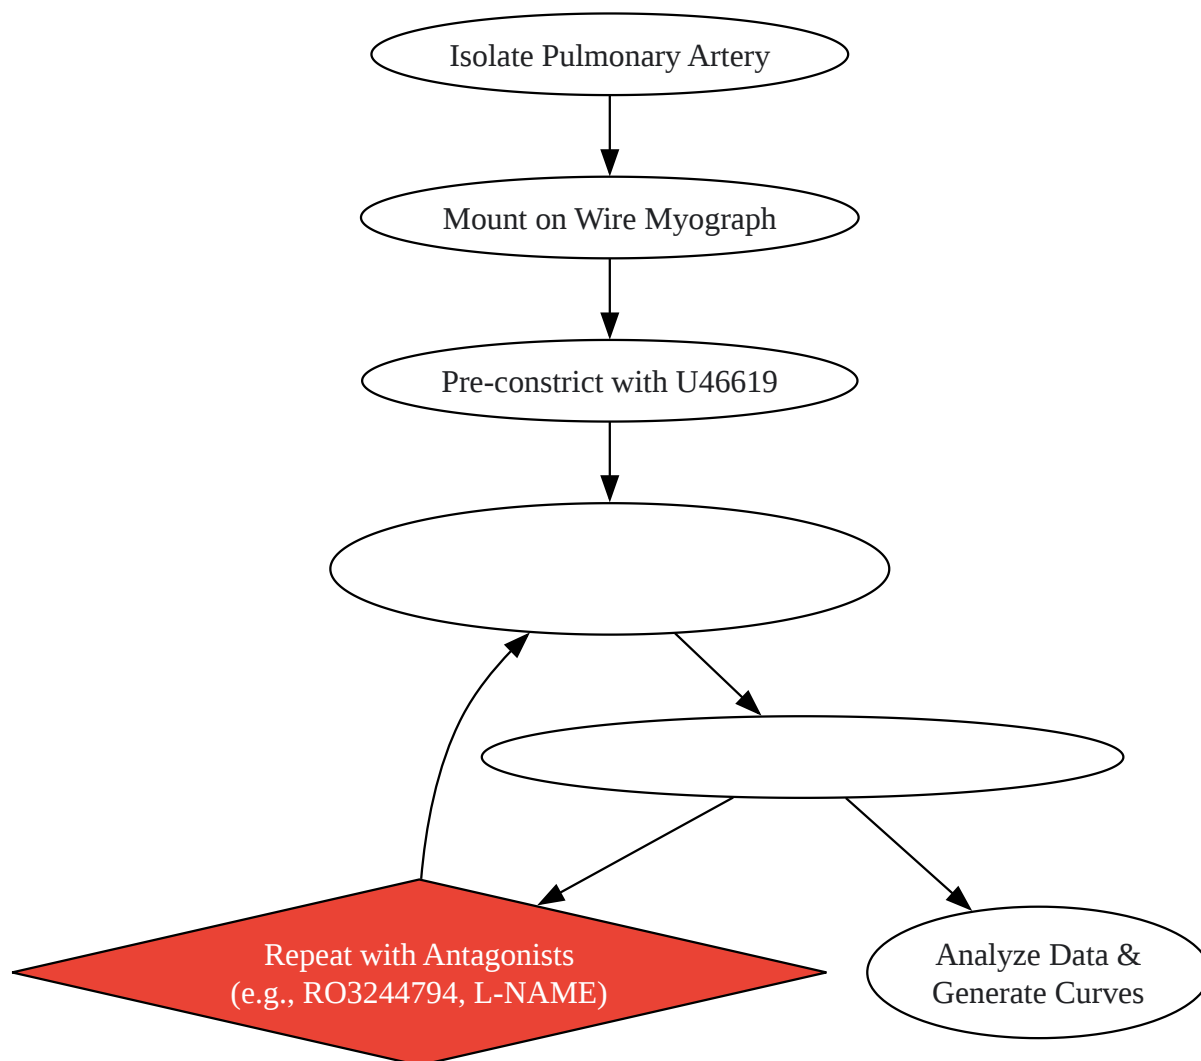 Isolate Pulmonary Artery
Mount on Wire Myograph
Pre-constrict with U46619
Repeat with Antagonists
(e.g., RO3244794, L-NAME)
Analyze Data &
Generate Curves